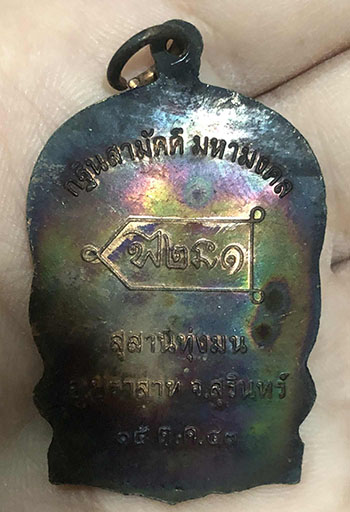 กฐินสามัคคี มหามงคล
สุสานทุ่งมน
อ.ปราสาท จ.สุรินทร์
๑๕ ต.ค.๔๓